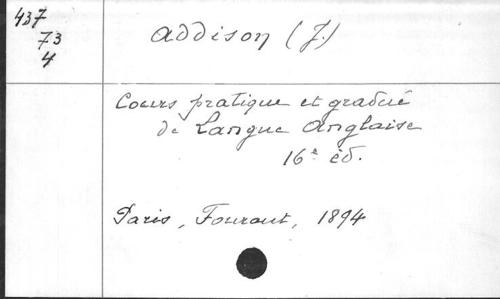 437
73
4
Addison (J.)
Cours pratique et gradué
de Langue Anglaise
16e éd.
Paris, Fouraut, 1894